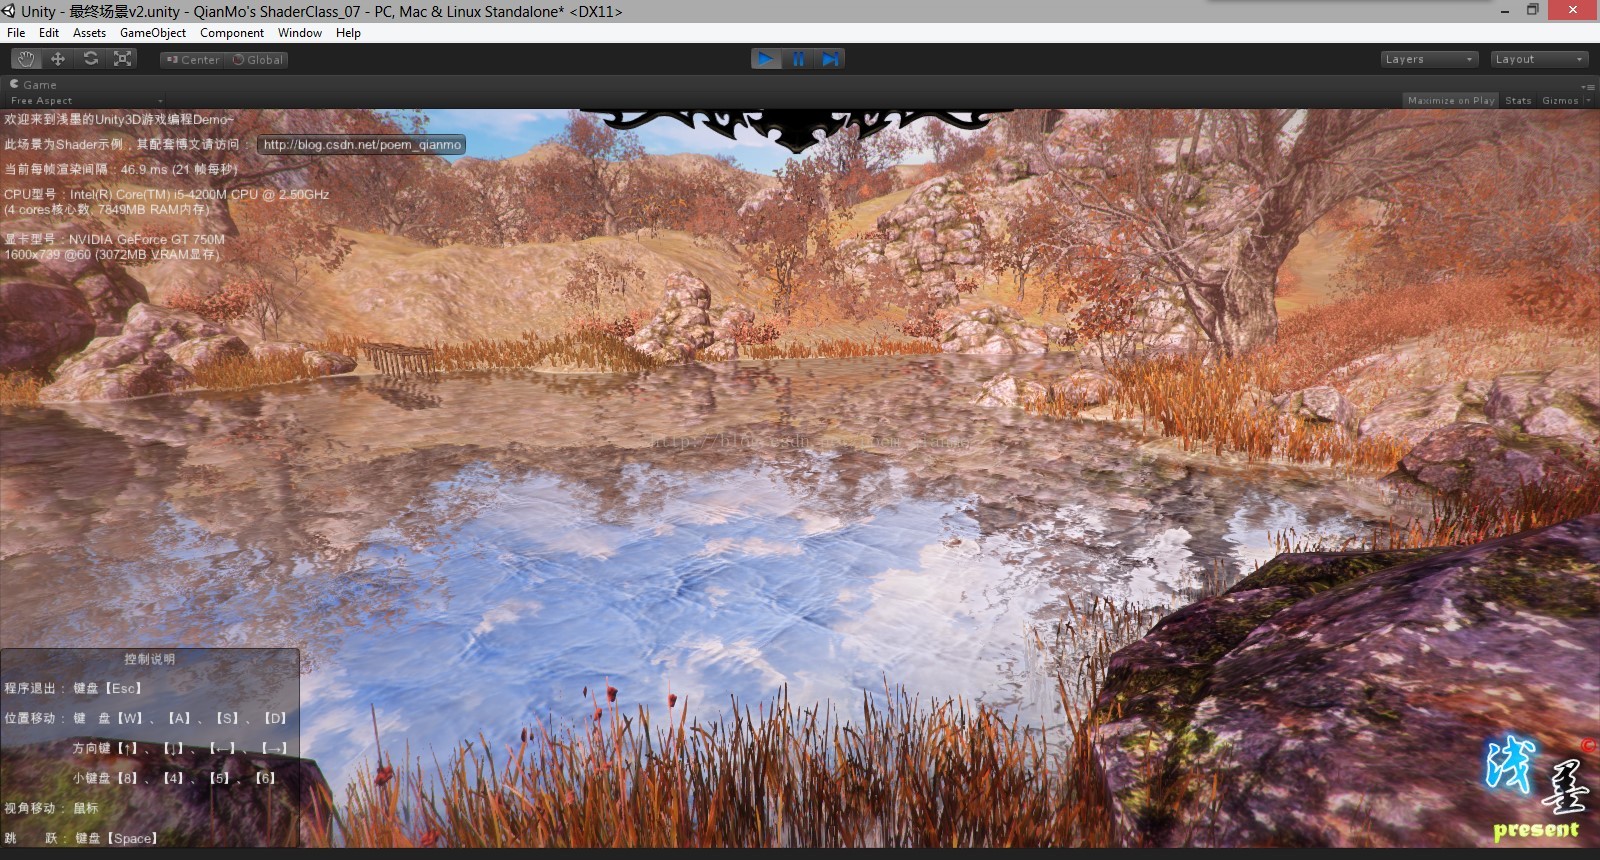 Unity - 最终场景v2.unity - QianMo's ShaderClass_07 - PC, Mac & Linux Standalone* <DX11>
File Edit Assets GameObject Component Window Help
Center Global Layers Layout
Game
Free Aspect Maximize on Play Stats Gizmos
欢迎来到浅墨的Unity3D游戏编程Demo~
此场景为Shader示例，其配套博文请访问： http://blog.csdn.net/poem_qianmo
当前每帧渲染间隔：: 46.9 ms (21 帧每秒)
CPU型号：Intel(R) Core(TM) i5-4200M CPU @ 2.50GHz
(4 cores核心数, 7849MB RAM内存)
显卡型号：NVIDIA GeForce GT 750M
1600x739 @60 (3072MB VRAM显存)
控制说明
程序退出： 键盘【Esc】
位置移动： 键 盘【W】、【A】、【S】、【D】
方向键【↑】、【↓】、【←】、【→】
小键盘【8】、【4】、【5】、【6】
视角移动： 鼠标
跳 跃： 键盘【Space】
浅墨 ©
present